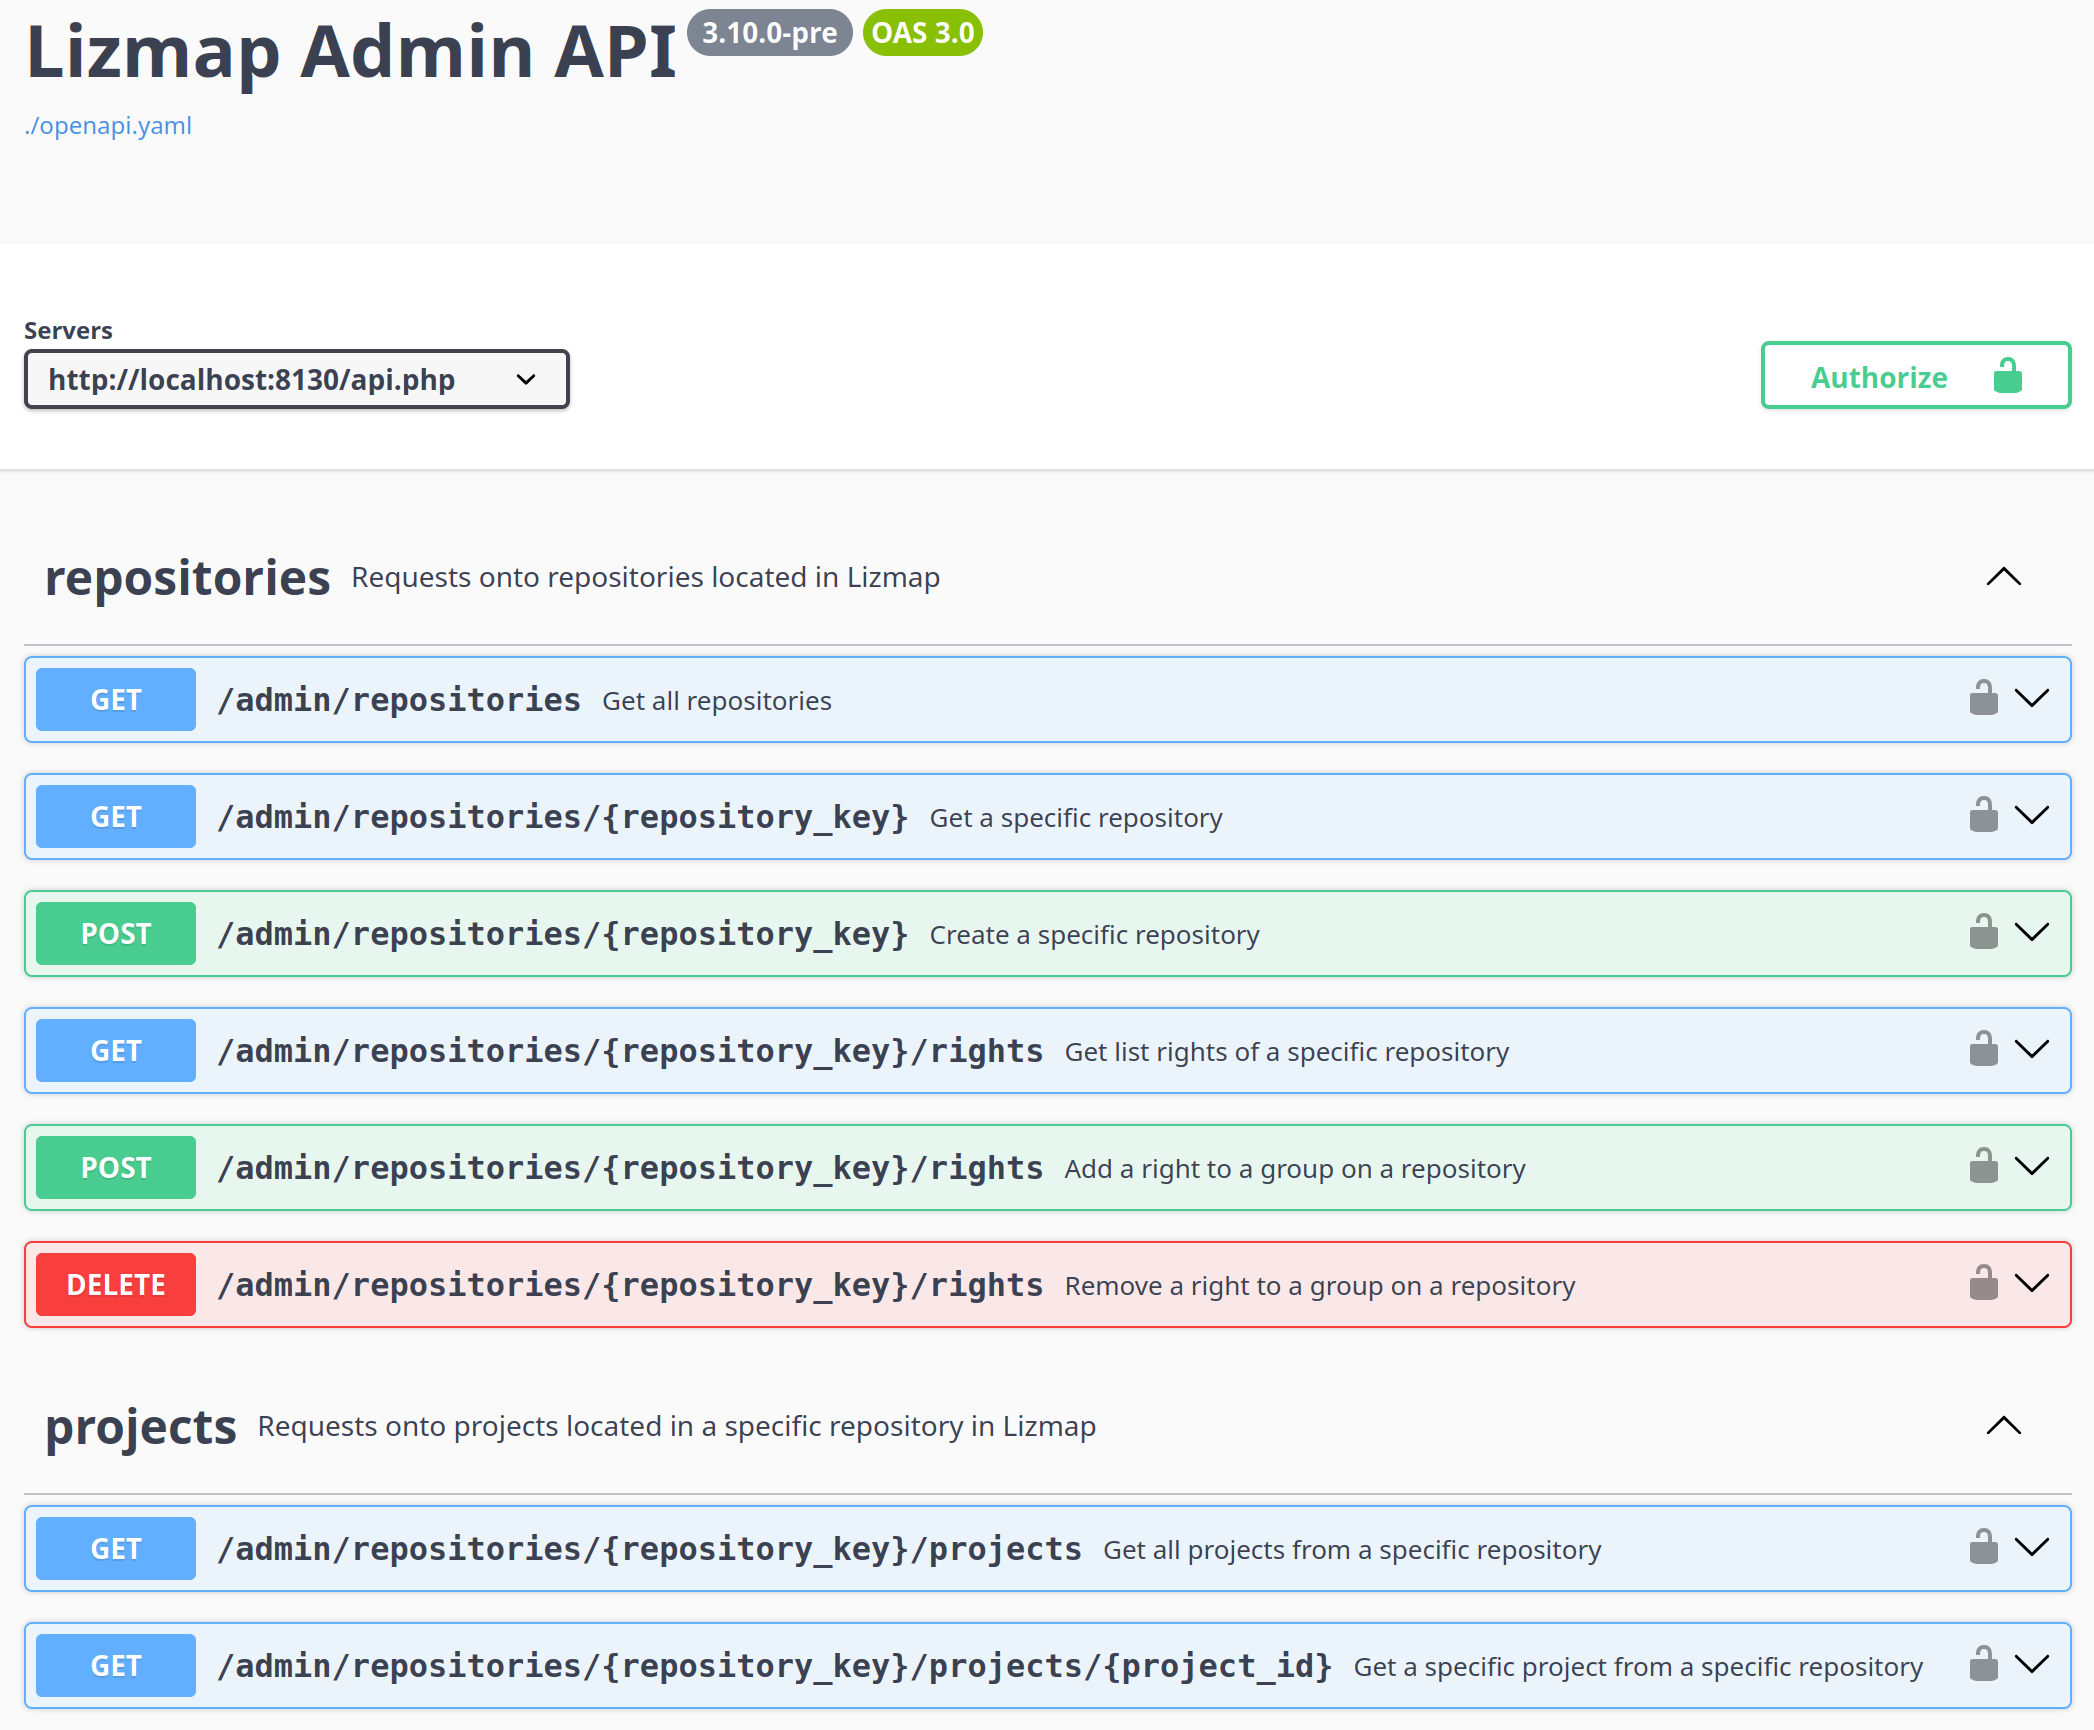 Lizmap Admin API 3.10.0-pre OAS 3.0
./openapi.yaml
Servers
http://localhost:8130/api.php
Authorize
repositories Requests onto repositories located in Lizmap
GET /admin/repositories Get all repositories
GET /admin/repositories/{repository_key} Get a specific repository
POST /admin/repositories/{repository_key} Create a specific repository
GET /admin/repositories/{repository_key}/rights Get list rights of a specific repository
POST /admin/repositories/{repository_key}/rights Add a right to a group on a repository
DELETE /admin/repositories/{repository_key}/rights Remove a right to a group on a repository
projects Requests onto projects located in a specific repository in Lizmap
GET /admin/repositories/{repository_key}/projects Get all projects from a specific repository
GET /admin/repositories/{repository_key}/projects/{project_id} Get a specific project from a specific repository